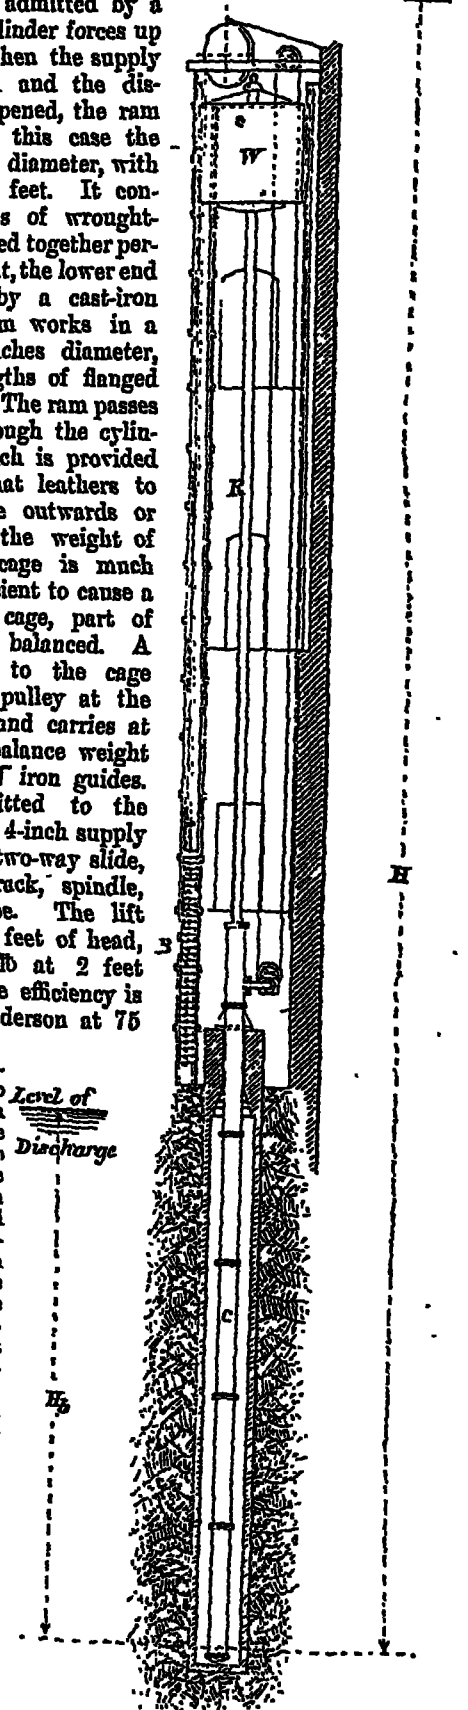 admitted by a
linder forces up
hen the supply
and the dis-
pened, the ram
this case the
diameter, with
feet. It con-
s of wrought-
ed together per-
t, the lower end
by a cast-iron
m works in a
ches diameter,
gths of flanged
The ram passes
ough the cylin-
ch is provided
at leathers to
e outwards or
the weight of
cage is much
ient to cause a
cage, part of
balanced. A
to the cage
pulley at the
and carries at
alance weight
f iron guides.
itted to the
4-inch supply
two-way slide,
rack, spindle,
pe. The lift
feet of head,
lb at 2 feet
e efficiency is
derson at 75
e
W
R
H
B
Level of
Discharge
C
Hb